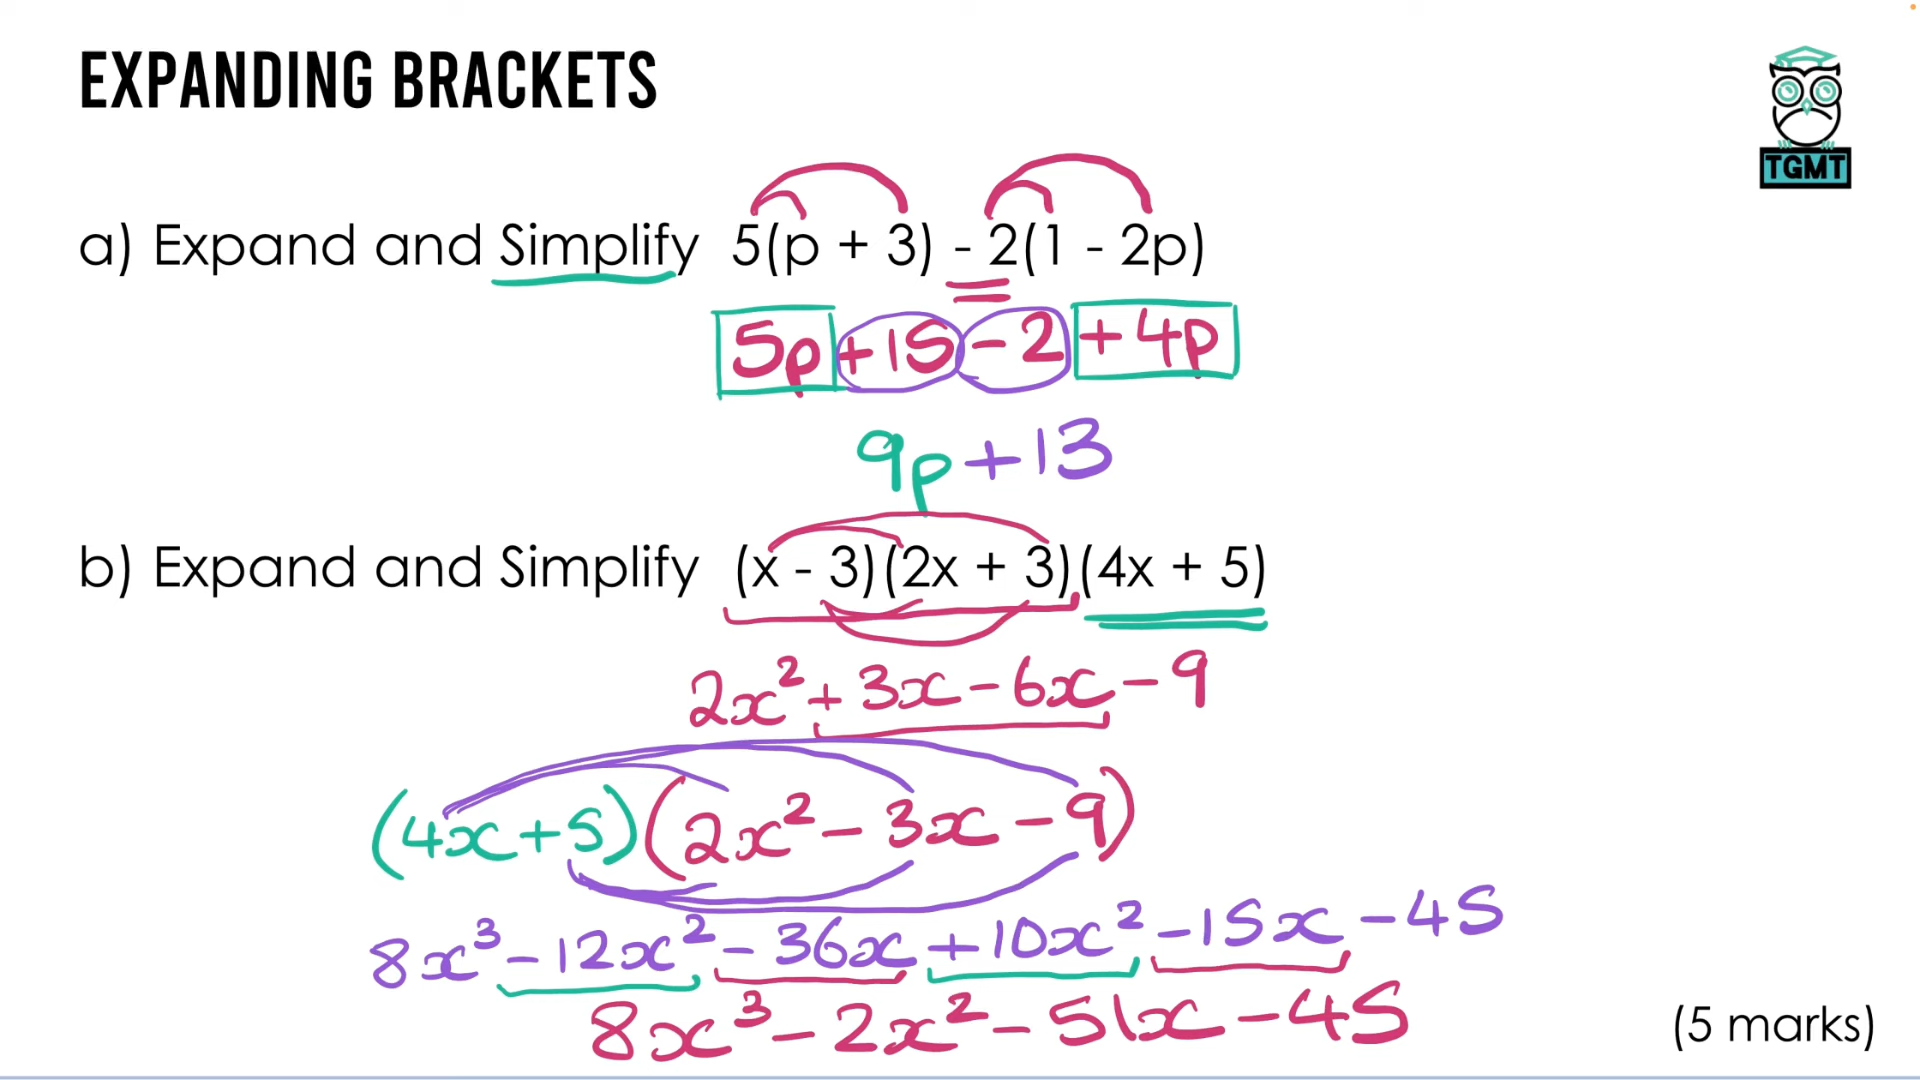 EXPANDING BRACKETS
TGMT
a) Expand and Simplify 5(p + 3) - 2(1 - 2p)
5p +15 -2 +4p
9p +13
b) Expand and Simplify (x - 3)(2x + 3)(4x + 5)
2x² + 3x - 6x - 9
(4x + 5)(2x² - 3x - 9)
8x³ - 12x² - 36x + 10x² - 15x - 45
8x³ - 2x² - 51x - 45
(5 marks)